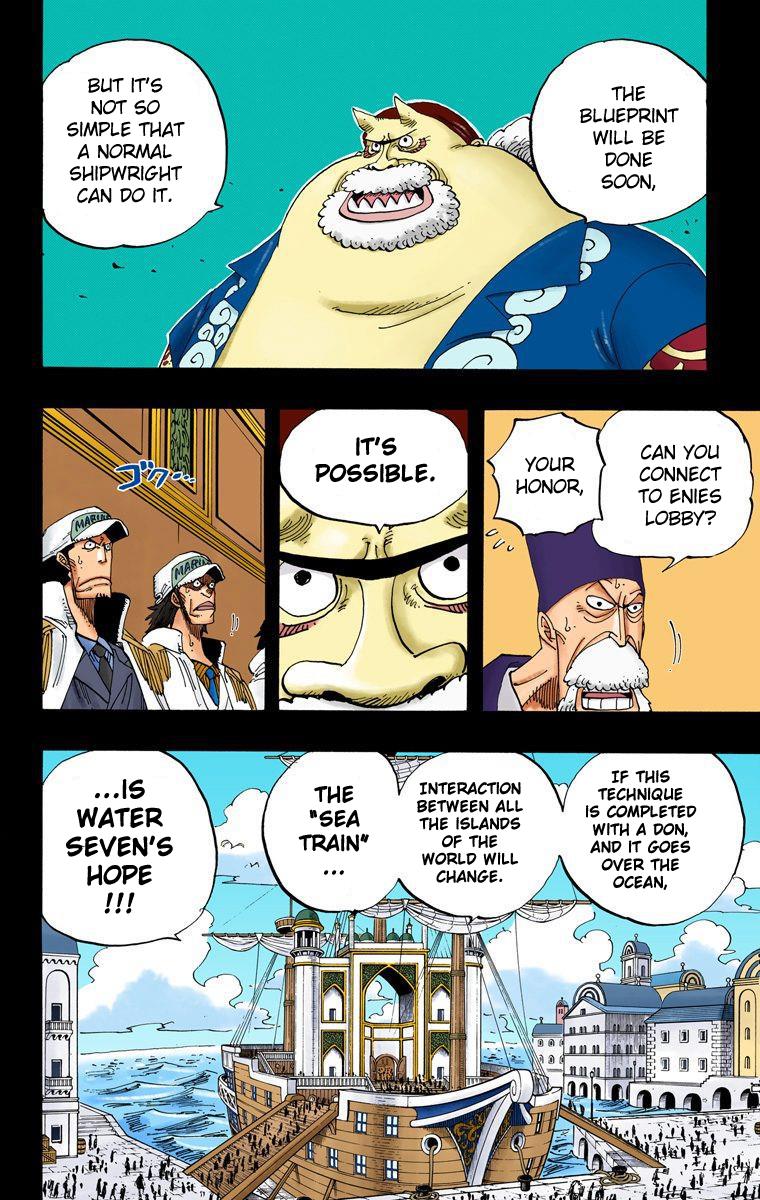 THE
BLUEPRINT
WILL BE
DONE
SOON,
BUT IT'S
NOT SO
SIMPLE THAT
A NORMAL
SHIPWRIGHT
CAN DO IT.
CAN YOU
CONNECT
TO ENIES
LOBBY?
YOUR
HONOR,
IT'S
POSSIBLE.
ゴク…
MARINE
MARINE
!!
IF THIS
TECHNIQUE
IS COMPLETED
WITH A DON,
AND IT GOES
OVER THE
OCEAN,
INTERACTION
BETWEEN ALL
THE ISLANDS
OF THE
WORLD WILL
CHANGE.
THE
"SEA
TRAIN"
...
...IS
WATER
SEVEN'S
HOPE
!!!